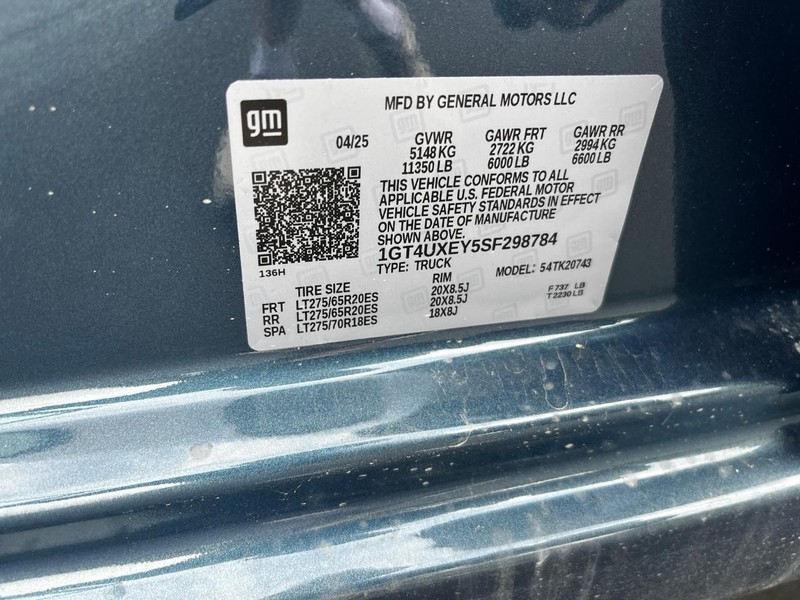 gm
MFD BY GENERAL MOTORS LLC
04/25 GVWR GAWR FRT GAWR RR
5148 KG 2722 KG 2994 KG
11350 LB 6000 LB 6600 LB
THIS VEHICLE CONFORMS TO ALL
APPLICABLE U.S. FEDERAL MOTOR
VEHICLE SAFETY STANDARDS IN EFFECT
ON THE DATE OF MANUFACTURE
SHOWN ABOVE.
1GT4UXEY5SF298784
136H TYPE: TRUCK MODEL: 54TK20743
TIRE SIZE RIM
FRT LT275/65R20ES 20X8.5J F 737 LB
RR LT275/65R20ES 20X8.5J T 2230 LB
SPA LT275/70R18ES 18X8J